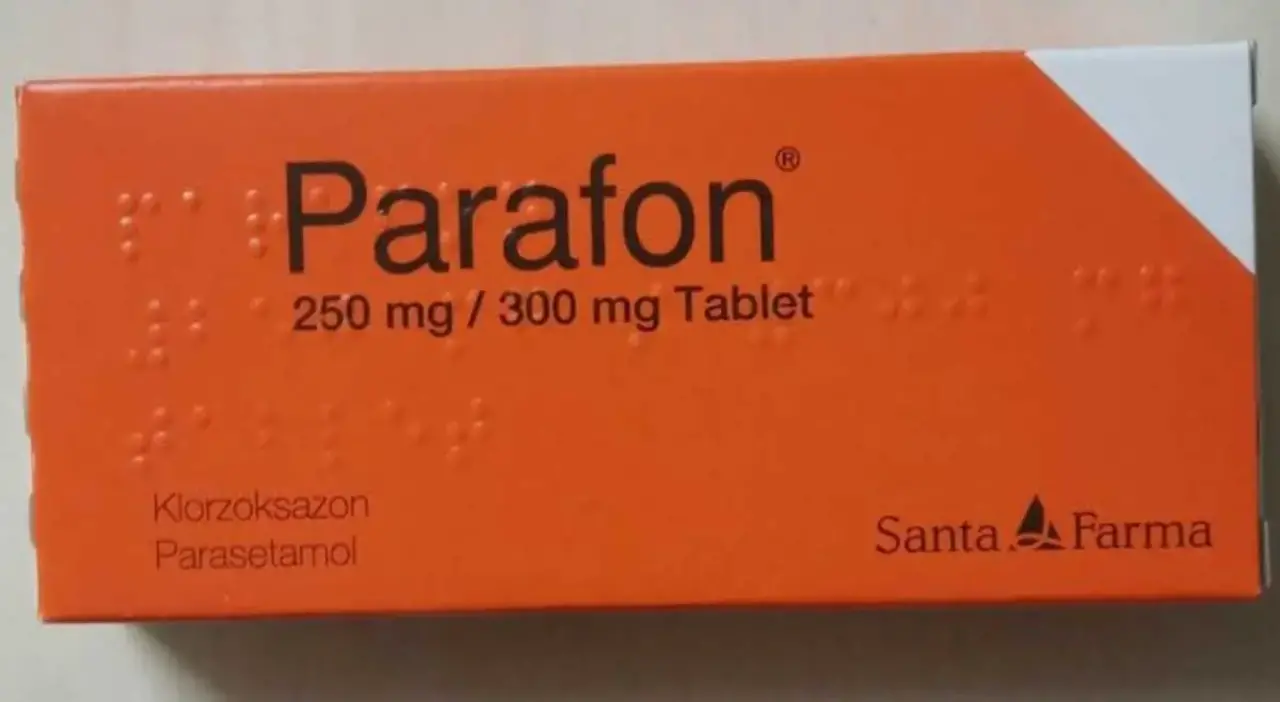 Parafon®
250 mg / 300 mg Tablet
Klorzoksazon
Parasetamol
Santa Farma